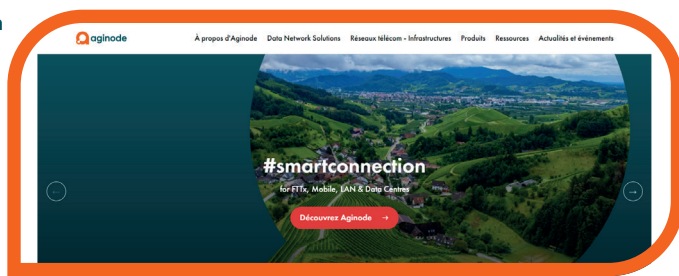 aginode
À propos d'Aginode Data Network Solutions Réseaux télécom - Infrastructures Produits Ressources Actualités et événements
#smartconnection
for FTTx, Mobile, LAN & Data Centres
Découvrez Aginode →